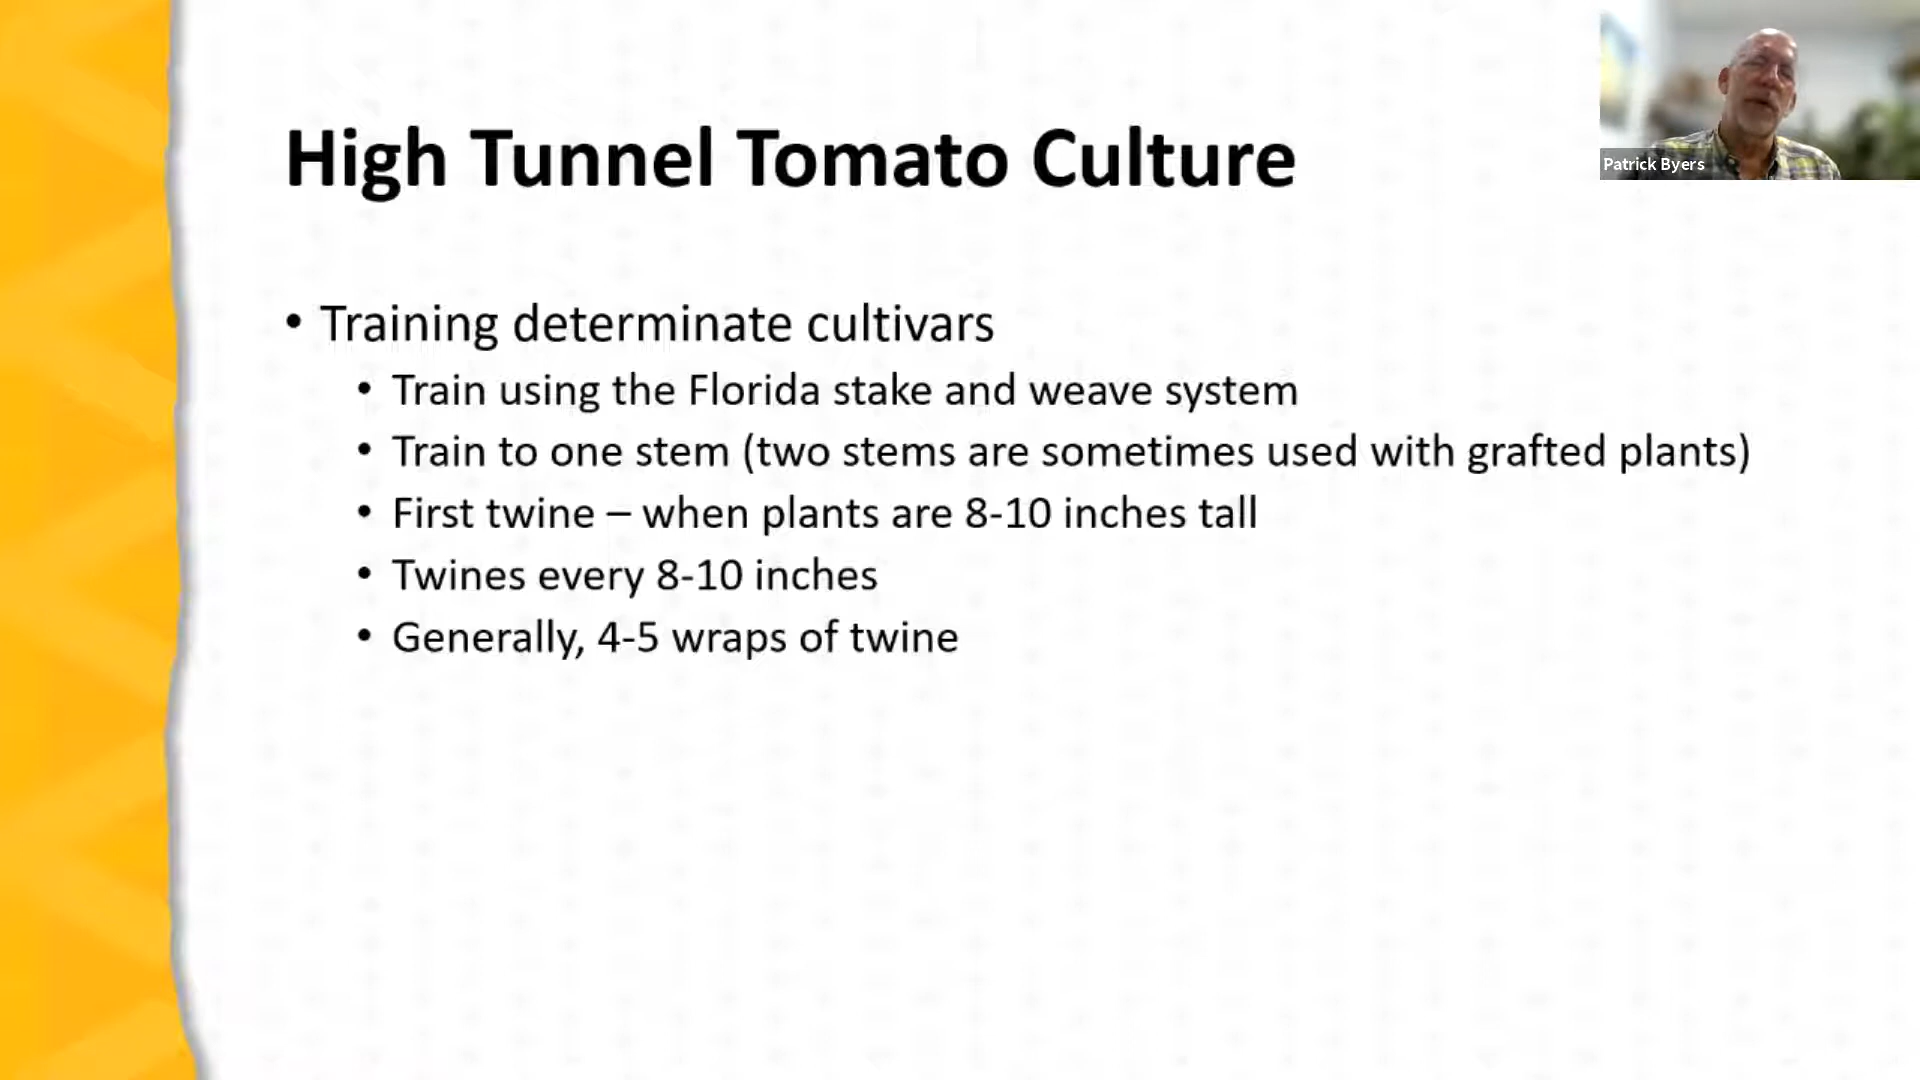 High Tunnel Tomato Culture
Patrick Byers
• Training determinate cultivars
• Train using the Florida stake and weave system
• Train to one stem (two stems are sometimes used with grafted plants)
• First twine – when plants are 8-10 inches tall
• Twines every 8-10 inches
• Generally, 4-5 wraps of twine